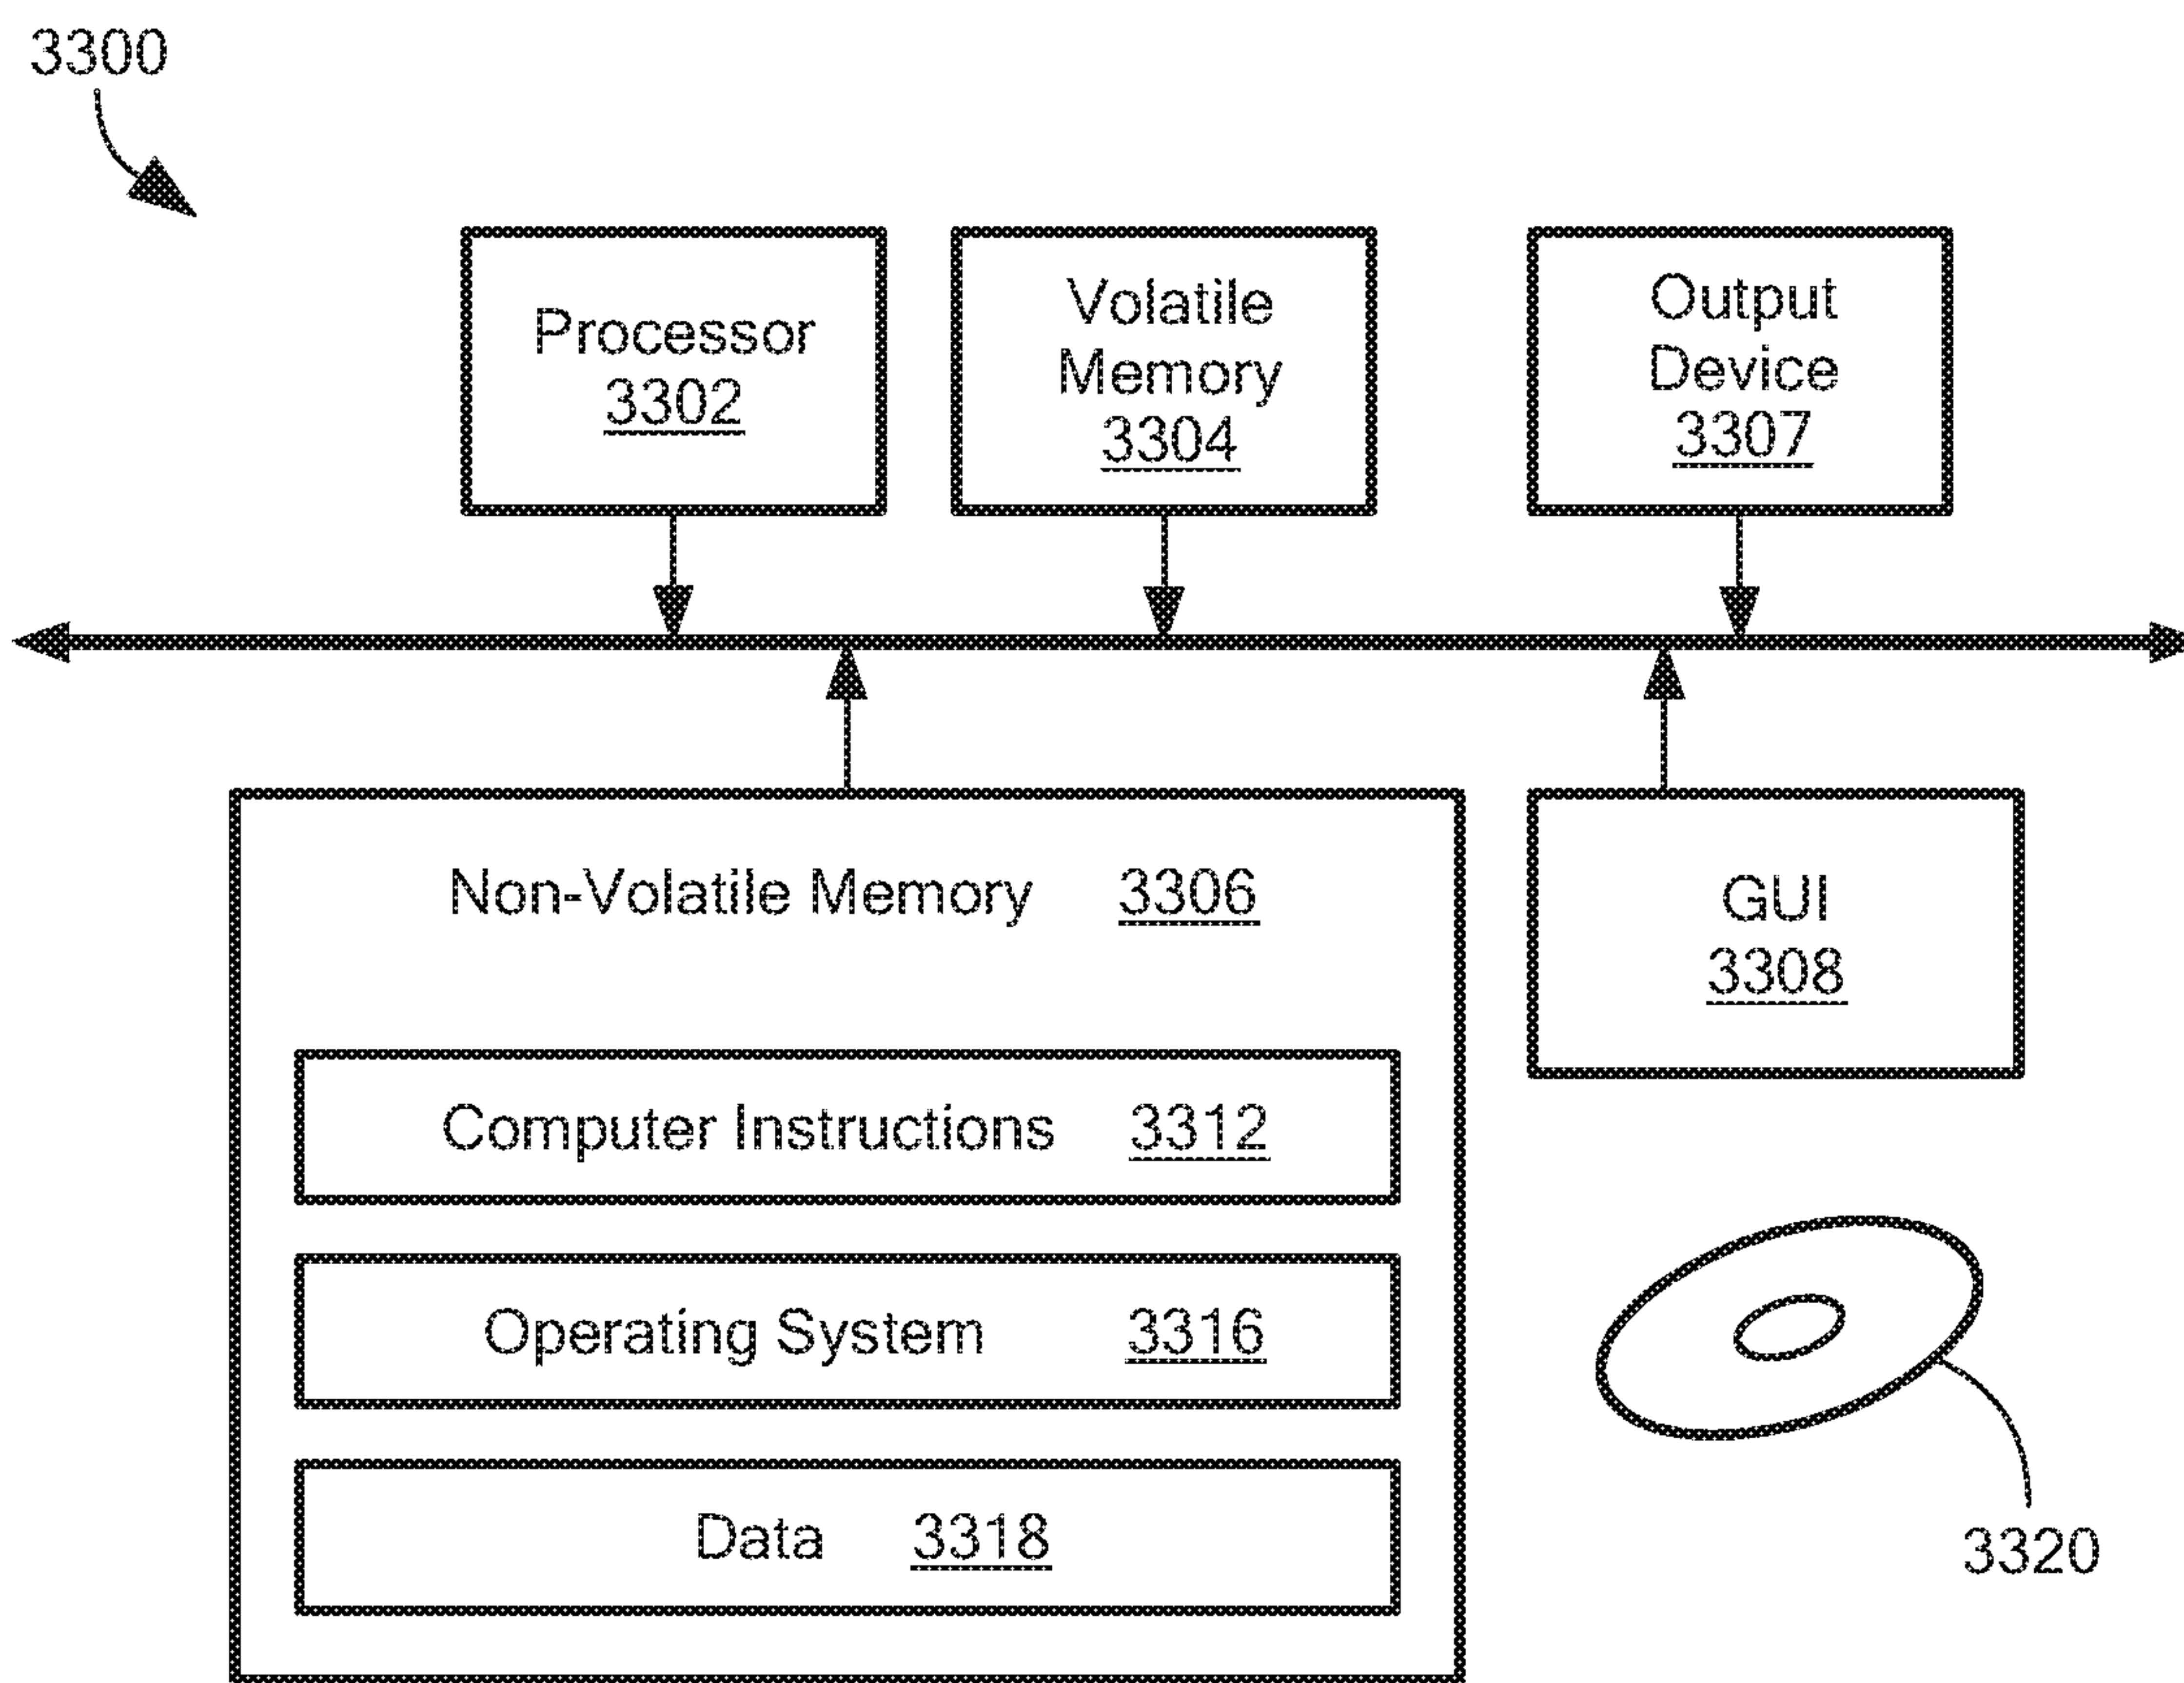 3300
Processor
3302
Volatile
Memory
3304
Output
Device
3307
Non-Volatile Memory 3306
GUI
3308
Computer Instructions 3312
Operating System 3316
Data 3318
3320